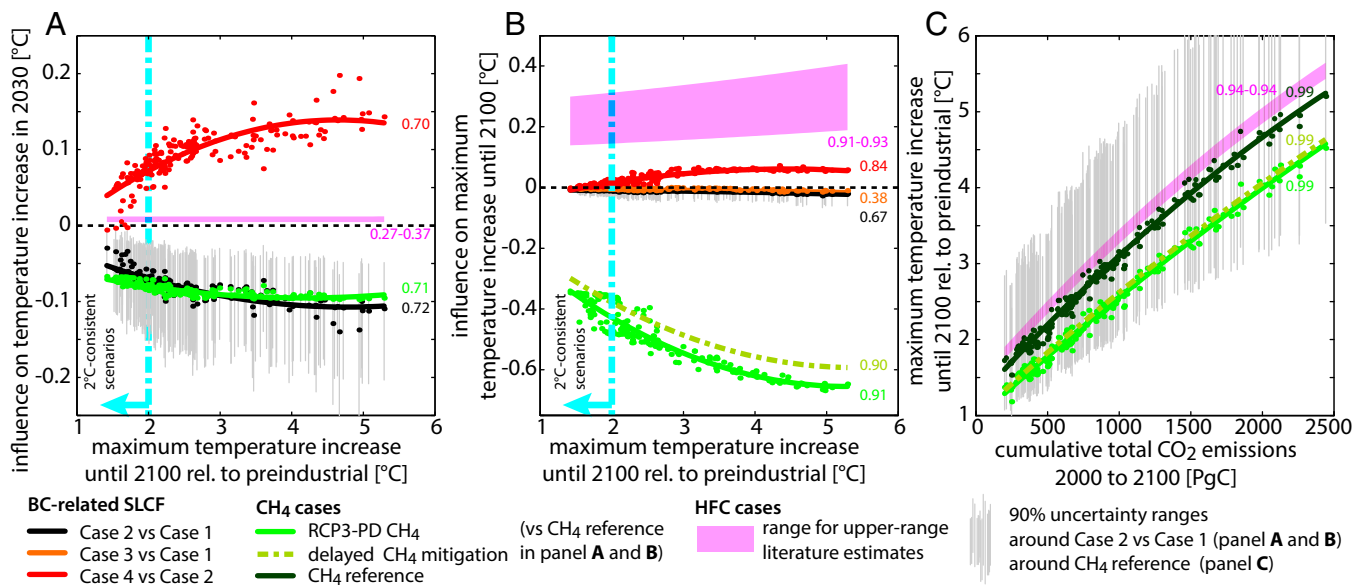 A
influence on temperature increase in 2030 [°C]
0.2
0.1
0
-0.1
-0.2
0.70
0.27-0.37
0.71
0.72
2°C-consistent
scenarios
1 2 3 4 5 6
maximum temperature increase
until 2100 rel. to preindustrial [°C]
B
influence on maximum
temperature increase until 2100 [°C]
0.4
0.2
0
-0.2
-0.4
-0.6
0.91-0.93
0.84
0.38
0.67
0.90
0.91
2°C-consistent
scenarios
1 2 3 4 5 6
maximum temperature increase
until 2100 rel. to preindustrial [°C]
C
maximum temperature increase
until 2100 rel. to preindustrial [°C]
6
5
4
3
2
1
0.94-0.94
0.99
0.99
0.99
0 500 1000 1500 2000 2500
cumulative total CO2 emissions
2000 to 2100 [PgC]
BC-related SLCF
Case 2 vs Case 1
Case 3 vs Case 1
Case 4 vs Case 2
CH4 cases
RCP3-PD CH4
delayed CH4 mitigation
CH4 reference
(vs CH4 reference
in panel A and B)
HFC cases
range for upper-range
literature estimates
90% uncertainty ranges
around Case 2 vs Case 1 (panel A and B)
around CH4 reference (panel C)